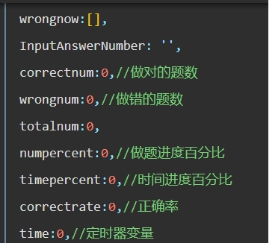 wrongnow:[],
InputAnswerNumber: '',
correctnum:0,//做对的题数
wrongnum:0,//做错的题数
totalnum:0,
numpercent:0,//做题进度百分比
timepercent:0,//时间进度百分比
correctrate:0,//正确率
time:0,//定时器变量